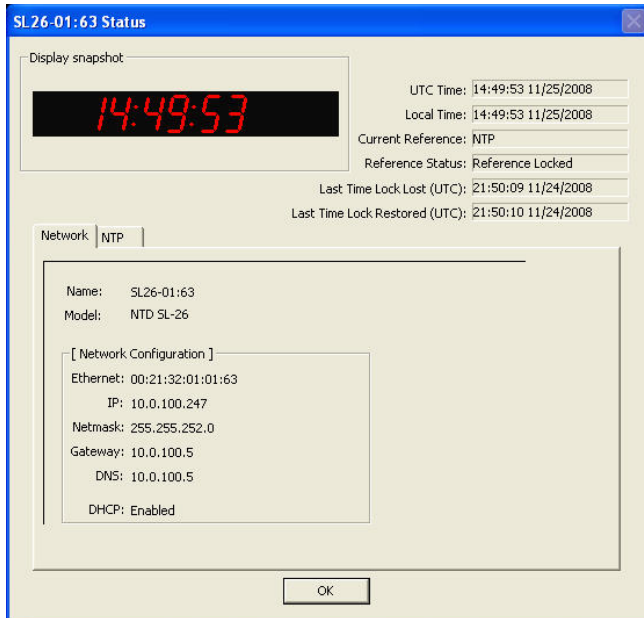 SL26-01:63 Status
Display snapshot
14:49:53
UTC Time: 14:49:53 11/25/2008
Local Time: 14:49:53 11/25/2008
Current Reference: NTP
Reference Status: Reference Locked
Last Time Lock Lost (UTC): 21:50:09 11/24/2008
Last Time Lock Restored (UTC): 21:50:10 11/24/2008
Network NTP
Name: SL26-01:63
Model: NTD SL-26
[ Network Configuration ]
Ethernet: 00:21:32:01:01:63
IP: 10.0.100.247
Netmask: 255.255.252.0
Gateway: 10.0.100.5
DNS: 10.0.100.5
DHCP: Enabled
OK